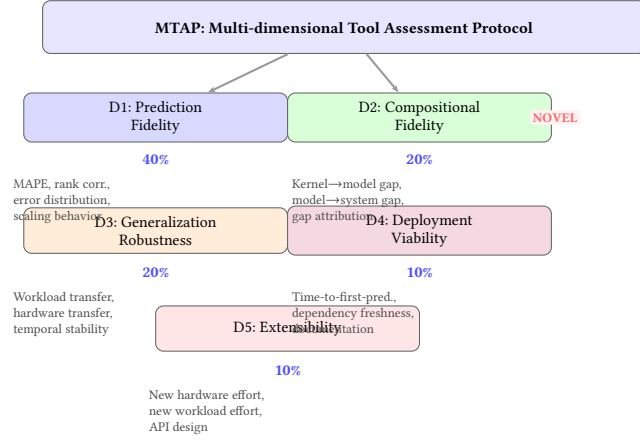 MTAP: Multi-dimensional Tool Assessment Protocol
D1: Prediction
Fidelity
40%
MAPE, rank corr.,
error distribution,
scaling behavior
D2: Compositional
Fidelity
NOVEL
20%
Kernel→model gap,
model→system gap,
gap attribution
D3: Generalization
Robustness
20%
Workload transfer,
hardware transfer,
temporal stability
D4: Deployment
Viability
10%
Time-to-first-pred.,
dependency freshness,
documentation
D5: Extensibility
10%
New hardware effort,
new workload effort,
API design